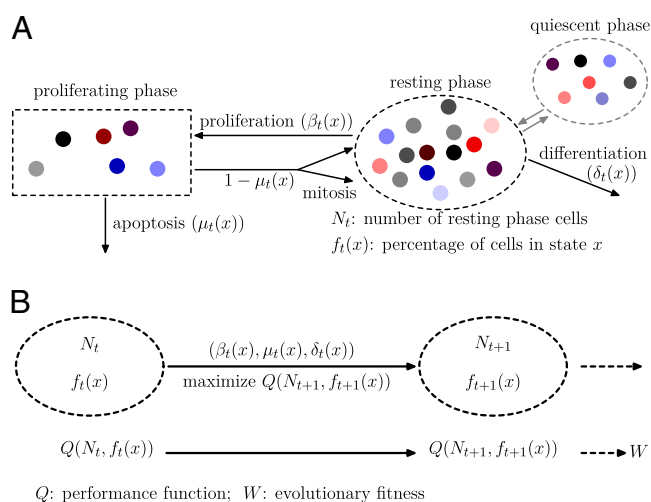 A
quiescent phase
proliferating phase
resting phase
proliferation (βt(x))
1 − μt(x)
mitosis
differentiation
(δt(x))
apoptosis (μt(x))
Nt: number of resting phase cells
ft(x): percentage of cells in state x
B
Nt
ft(x)
(βt(x), μt(x), δt(x))
maximize Q(Nt+1, ft+1(x))
Nt+1
ft+1(x)
Q(Nt, ft(x))
Q(Nt+1, ft+1(x))
W
Q: performance function; W: evolutionary fitness